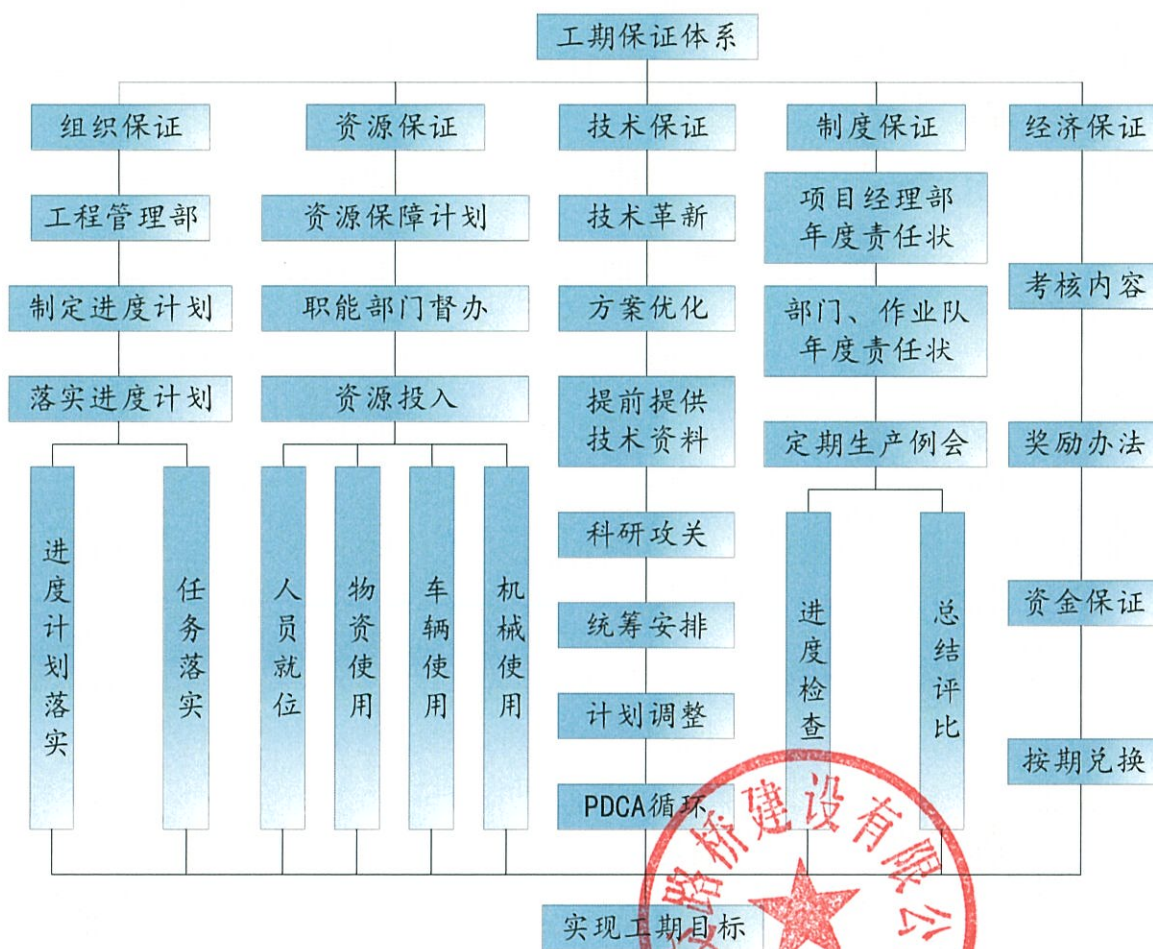 工期保证体系
组织保证
资源保证
技术保证
制度保证
经济保证
工程管理部
资源保障计划
技术革新
项目经理部
年度责任状
考核内容
制定进度计划
职能部门督办
方案优化
部门、作业队
年度责任状
落实进度计划
资源投入
提前提供
技术资料
定期生产例会
奖励办法
进度计划落实
任务落实
人员就位
物资使用
车辆使用
机械使用
科研攻关
统筹安排
计划调整
PDCA循环
进度检查
总结评比
资金保证
按期兑换
实现工期目标
路桥建设有限公